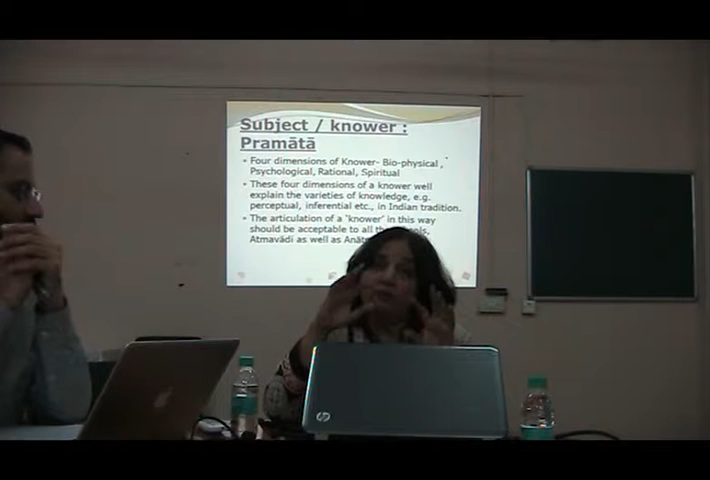 Subject / knower :
Pramātā
• Four dimensions of Knower- Bio-physical ,
Psychological, Rational, Spiritual
• These four dimensions of a knower well
explain the varieties of knowledge, e.g.
perceptual, inferential etc., in Indian tradition.
• The articulation of a ‘knower’ in this way
should be acceptable to all
Atmavādi as well as
hp